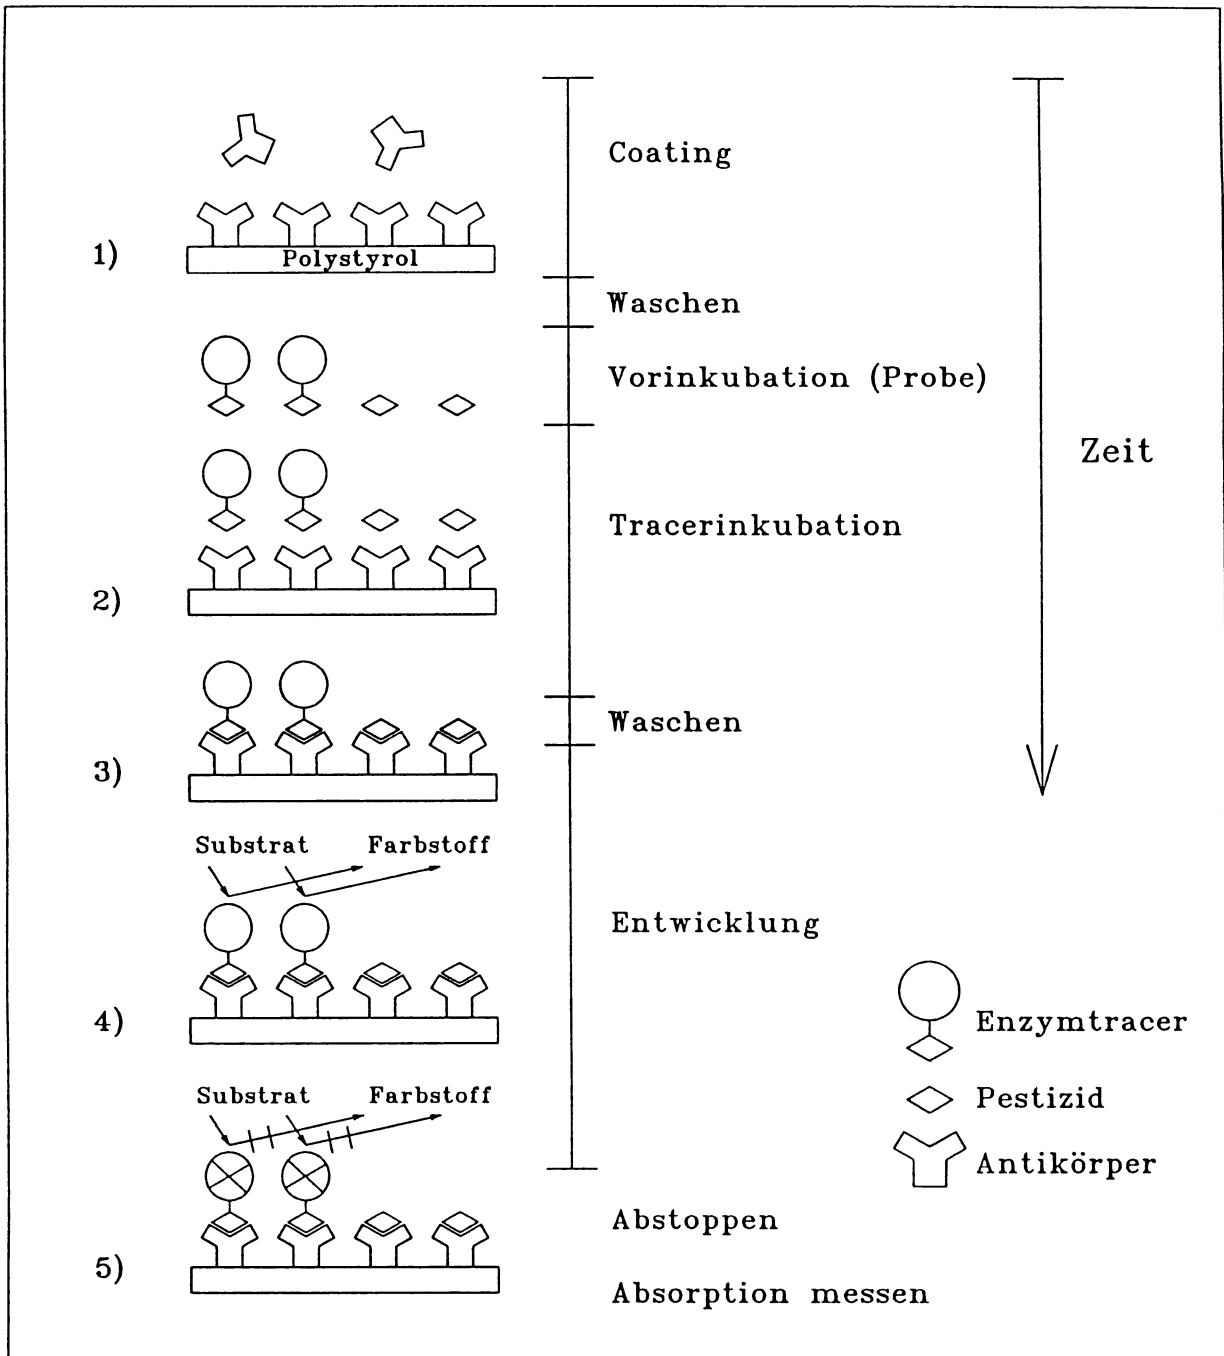 Coating
1)
Polystyrol
Waschen
Vorinkubation (Probe)
Zeit
Tracerinkubation
2)
Waschen
3)
Substrat Farbstoff
Entwicklung
4)
Enzymtracer
Pestizid
Antikörper
Substrat Farbstoff
Abstoppen
5)
Absorption messen